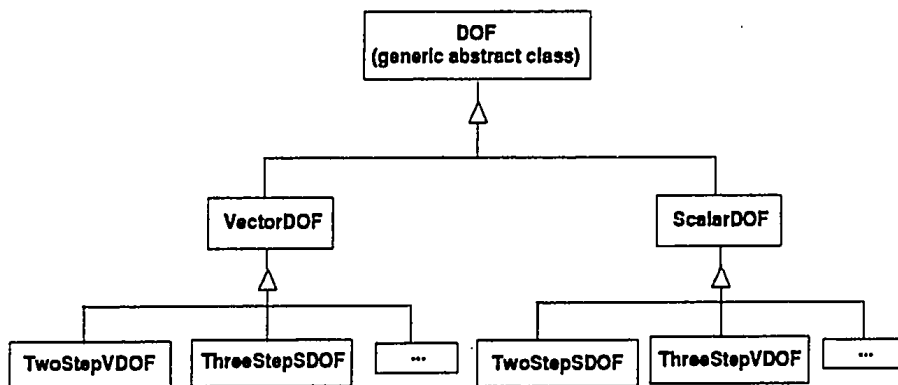 DOF
(generic abstract class)
VectorDOF
ScalarDOF
TwoStepVDOF
ThreeStepSDOF
...
TwoStepSDOF
ThreeStepVDOF
...